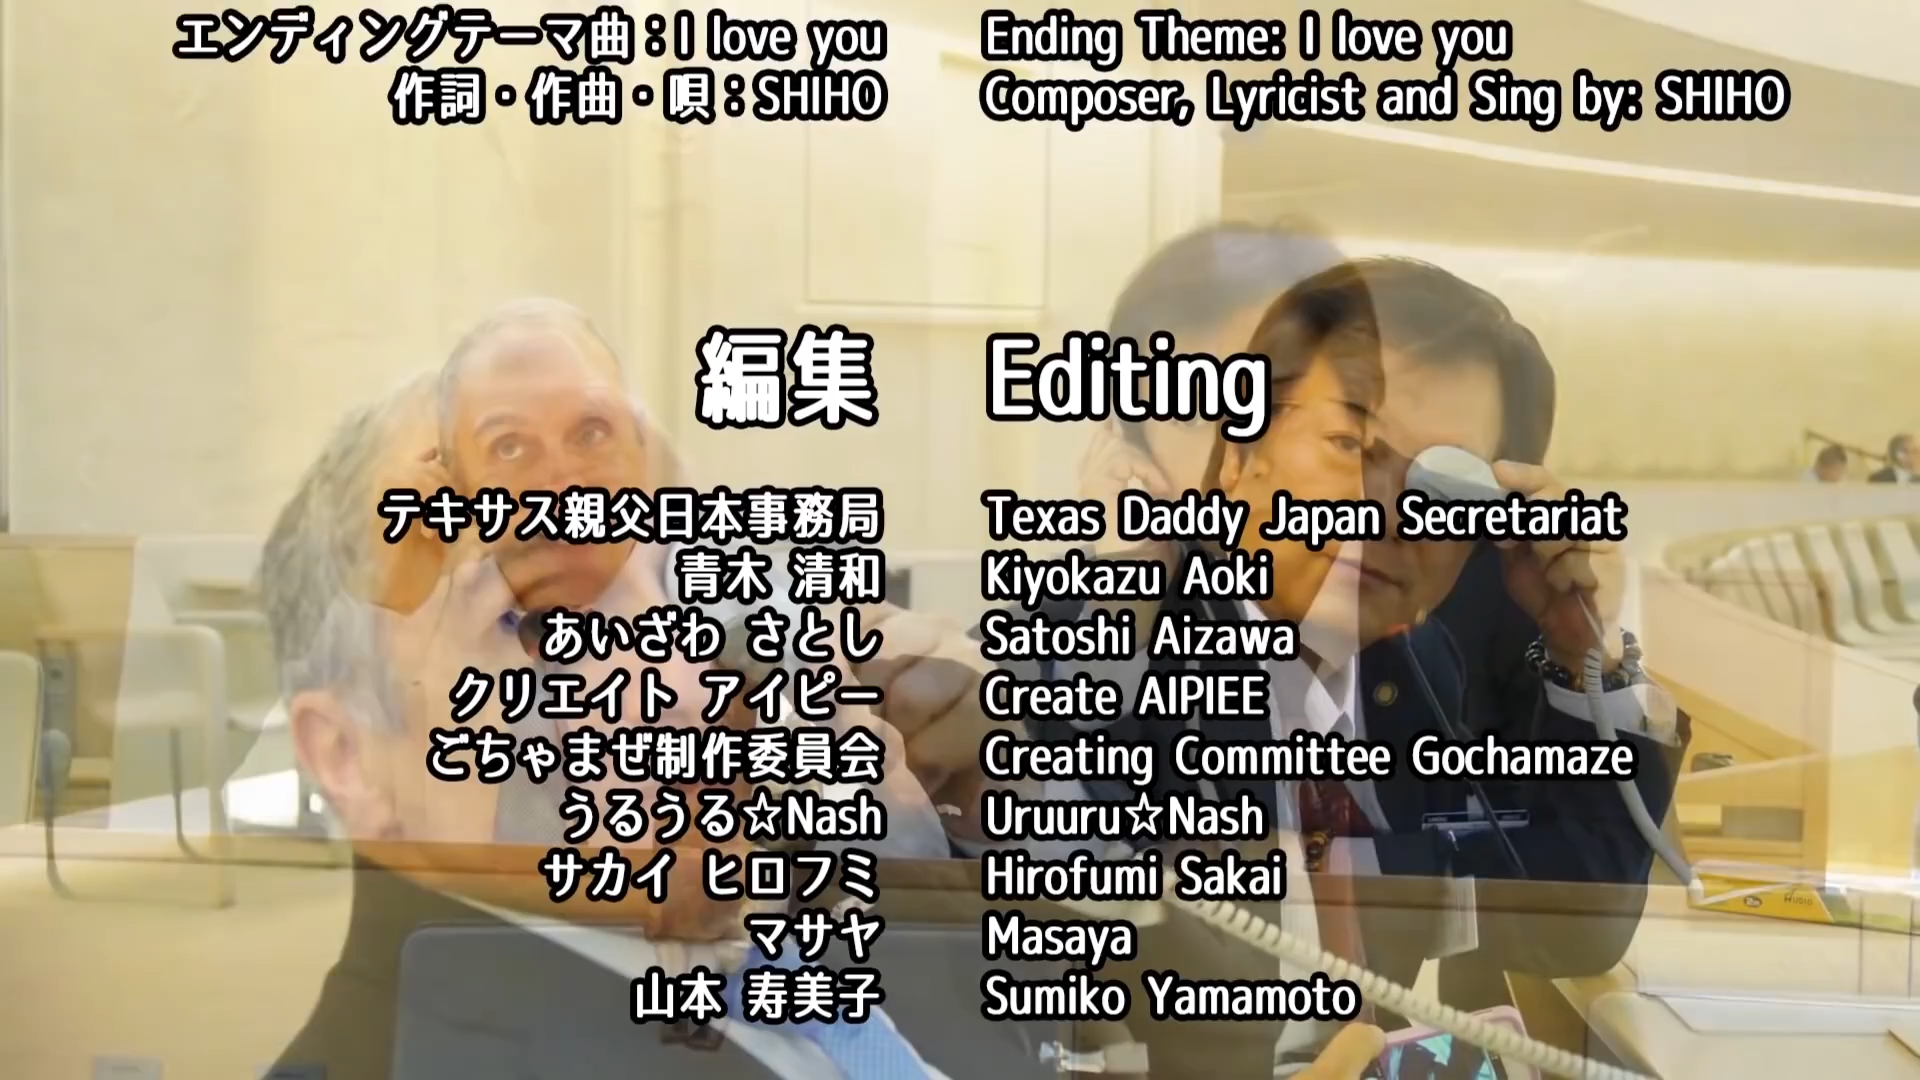 エンディングテーマ曲：I love you Ending Theme: I love you
作詞・作曲・唄：SHIHO Composer, Lyricist and Sing by: SHIHO
編集 Editing
テキサス親父日本事務局 Texas Daddy Japan Secretariat
青木 清和 Kiyokazu Aoki
あいざわ さとし Satoshi Aizawa
クリエイト アイピー Create AIPIEE
ごちゃまぜ制作委員会 Creating Committee Gochamaze
うるうる☆Nash Uruuru☆Nash
サカイ ヒロフミ Hirofumi Sakai
マサヤ Masaya
山本 寿美子 Sumiko Yamamoto